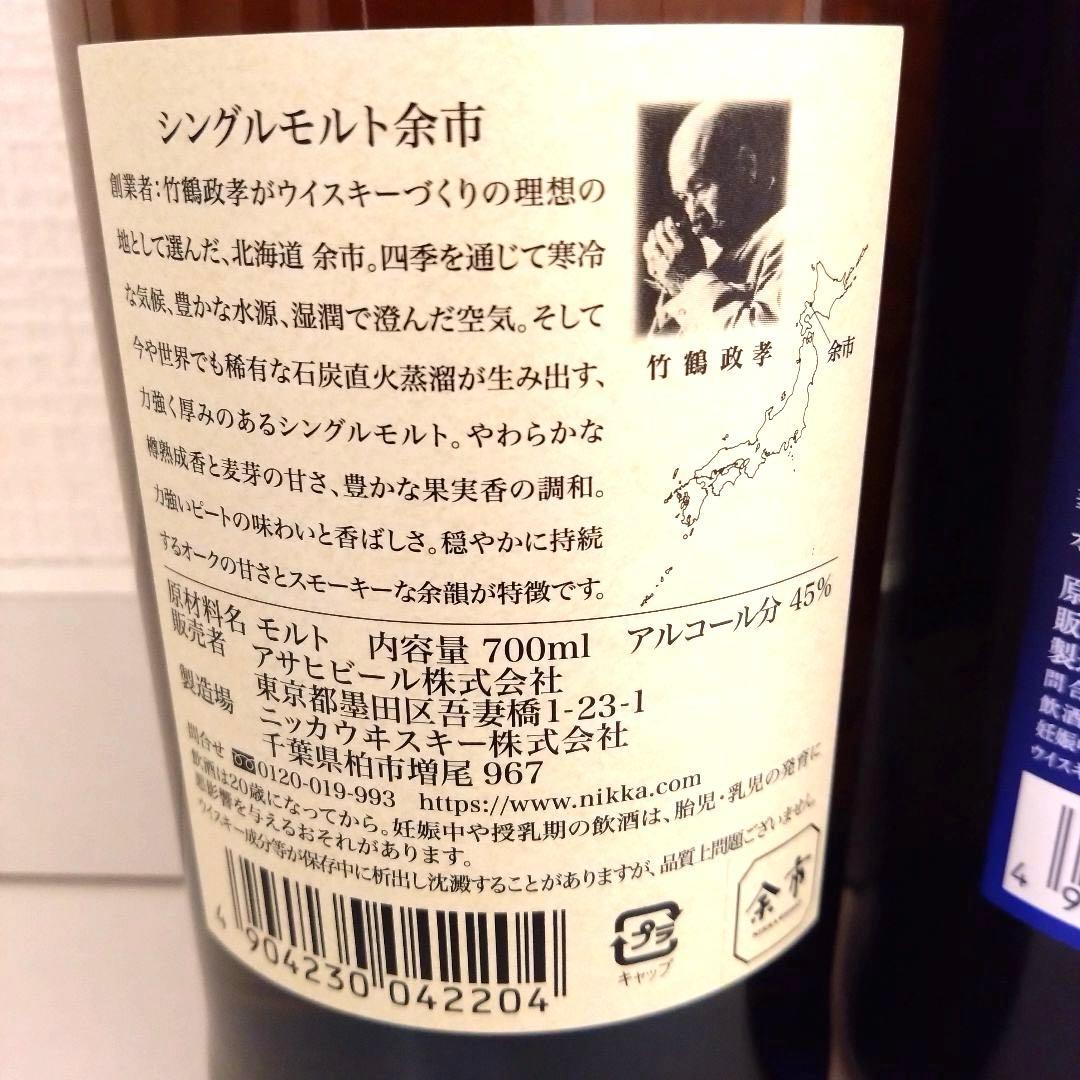 シングルモルト余市
創業者:竹鶴政孝がウイスキーづくりの理想の
地として選んだ、北海道 余市。四季を通じて寒冷
な気候、豊かな水源、湿潤で澄んだ空気。そして
今や世界でも稀有な石炭直火蒸溜が生み出す、
力強く厚みのあるシングルモルト。やわらかな
樽熟成香と麦芽の甘さ、豊かな果実香の調和。
力強いピートの味わいと香ばしさ。穏やかに持続
するオークの甘さとスモーキーな余韻が特徴です。
竹鶴政孝
余市
原材料名 モルト 内容量 700ml アルコール分 45%
販売者 アサヒビール株式会社
東京都墨田区吾妻橋1-23-1
製造場 ニッカウヰスキー株式会社
千葉県柏市増尾 967
問合せ 0120-019-993 https://www.nikka.com
飲酒は20歳になってから。妊娠中や授乳期の飲酒は、胎児・乳児の発育に
悪影響を与えるおそれがあります。
ウイスキー成分等が保存中に析出し沈澱することがありますが、品質上問題ございません。
4 904230 042204
プラ
キャップ
余市
原
販
製
問合
飲酒
妊娠
ウイス
4 9